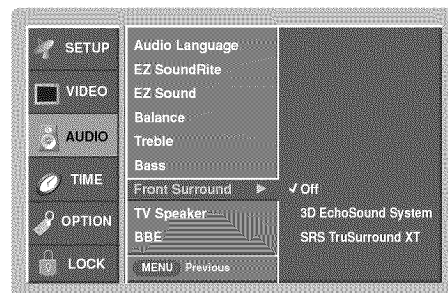 SETUP
VIDEO
AUDIO
TIME
OPTION
LOCK
Audio Language
EZ SoundRite
EZ Sound
Balance
Treble
Bass
Front Surround
TV Speaker
BBE
MENU Previous
Off
3D EchoSound System
SRS TruSurround XT